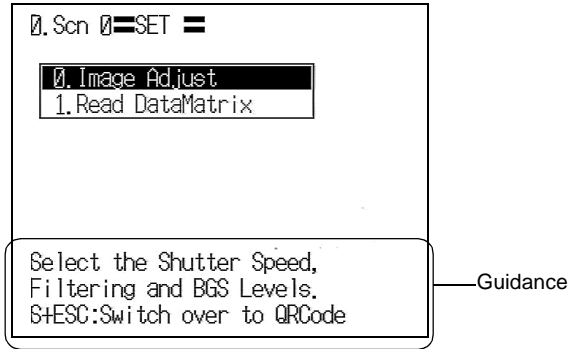 0.Scn 0=SET =
0.Image Adjust
1.Read DataMatrix
Select the Shutter Speed,
Filtering and BGS Levels.
S+ESC:Switch over to QRCode
Guidance